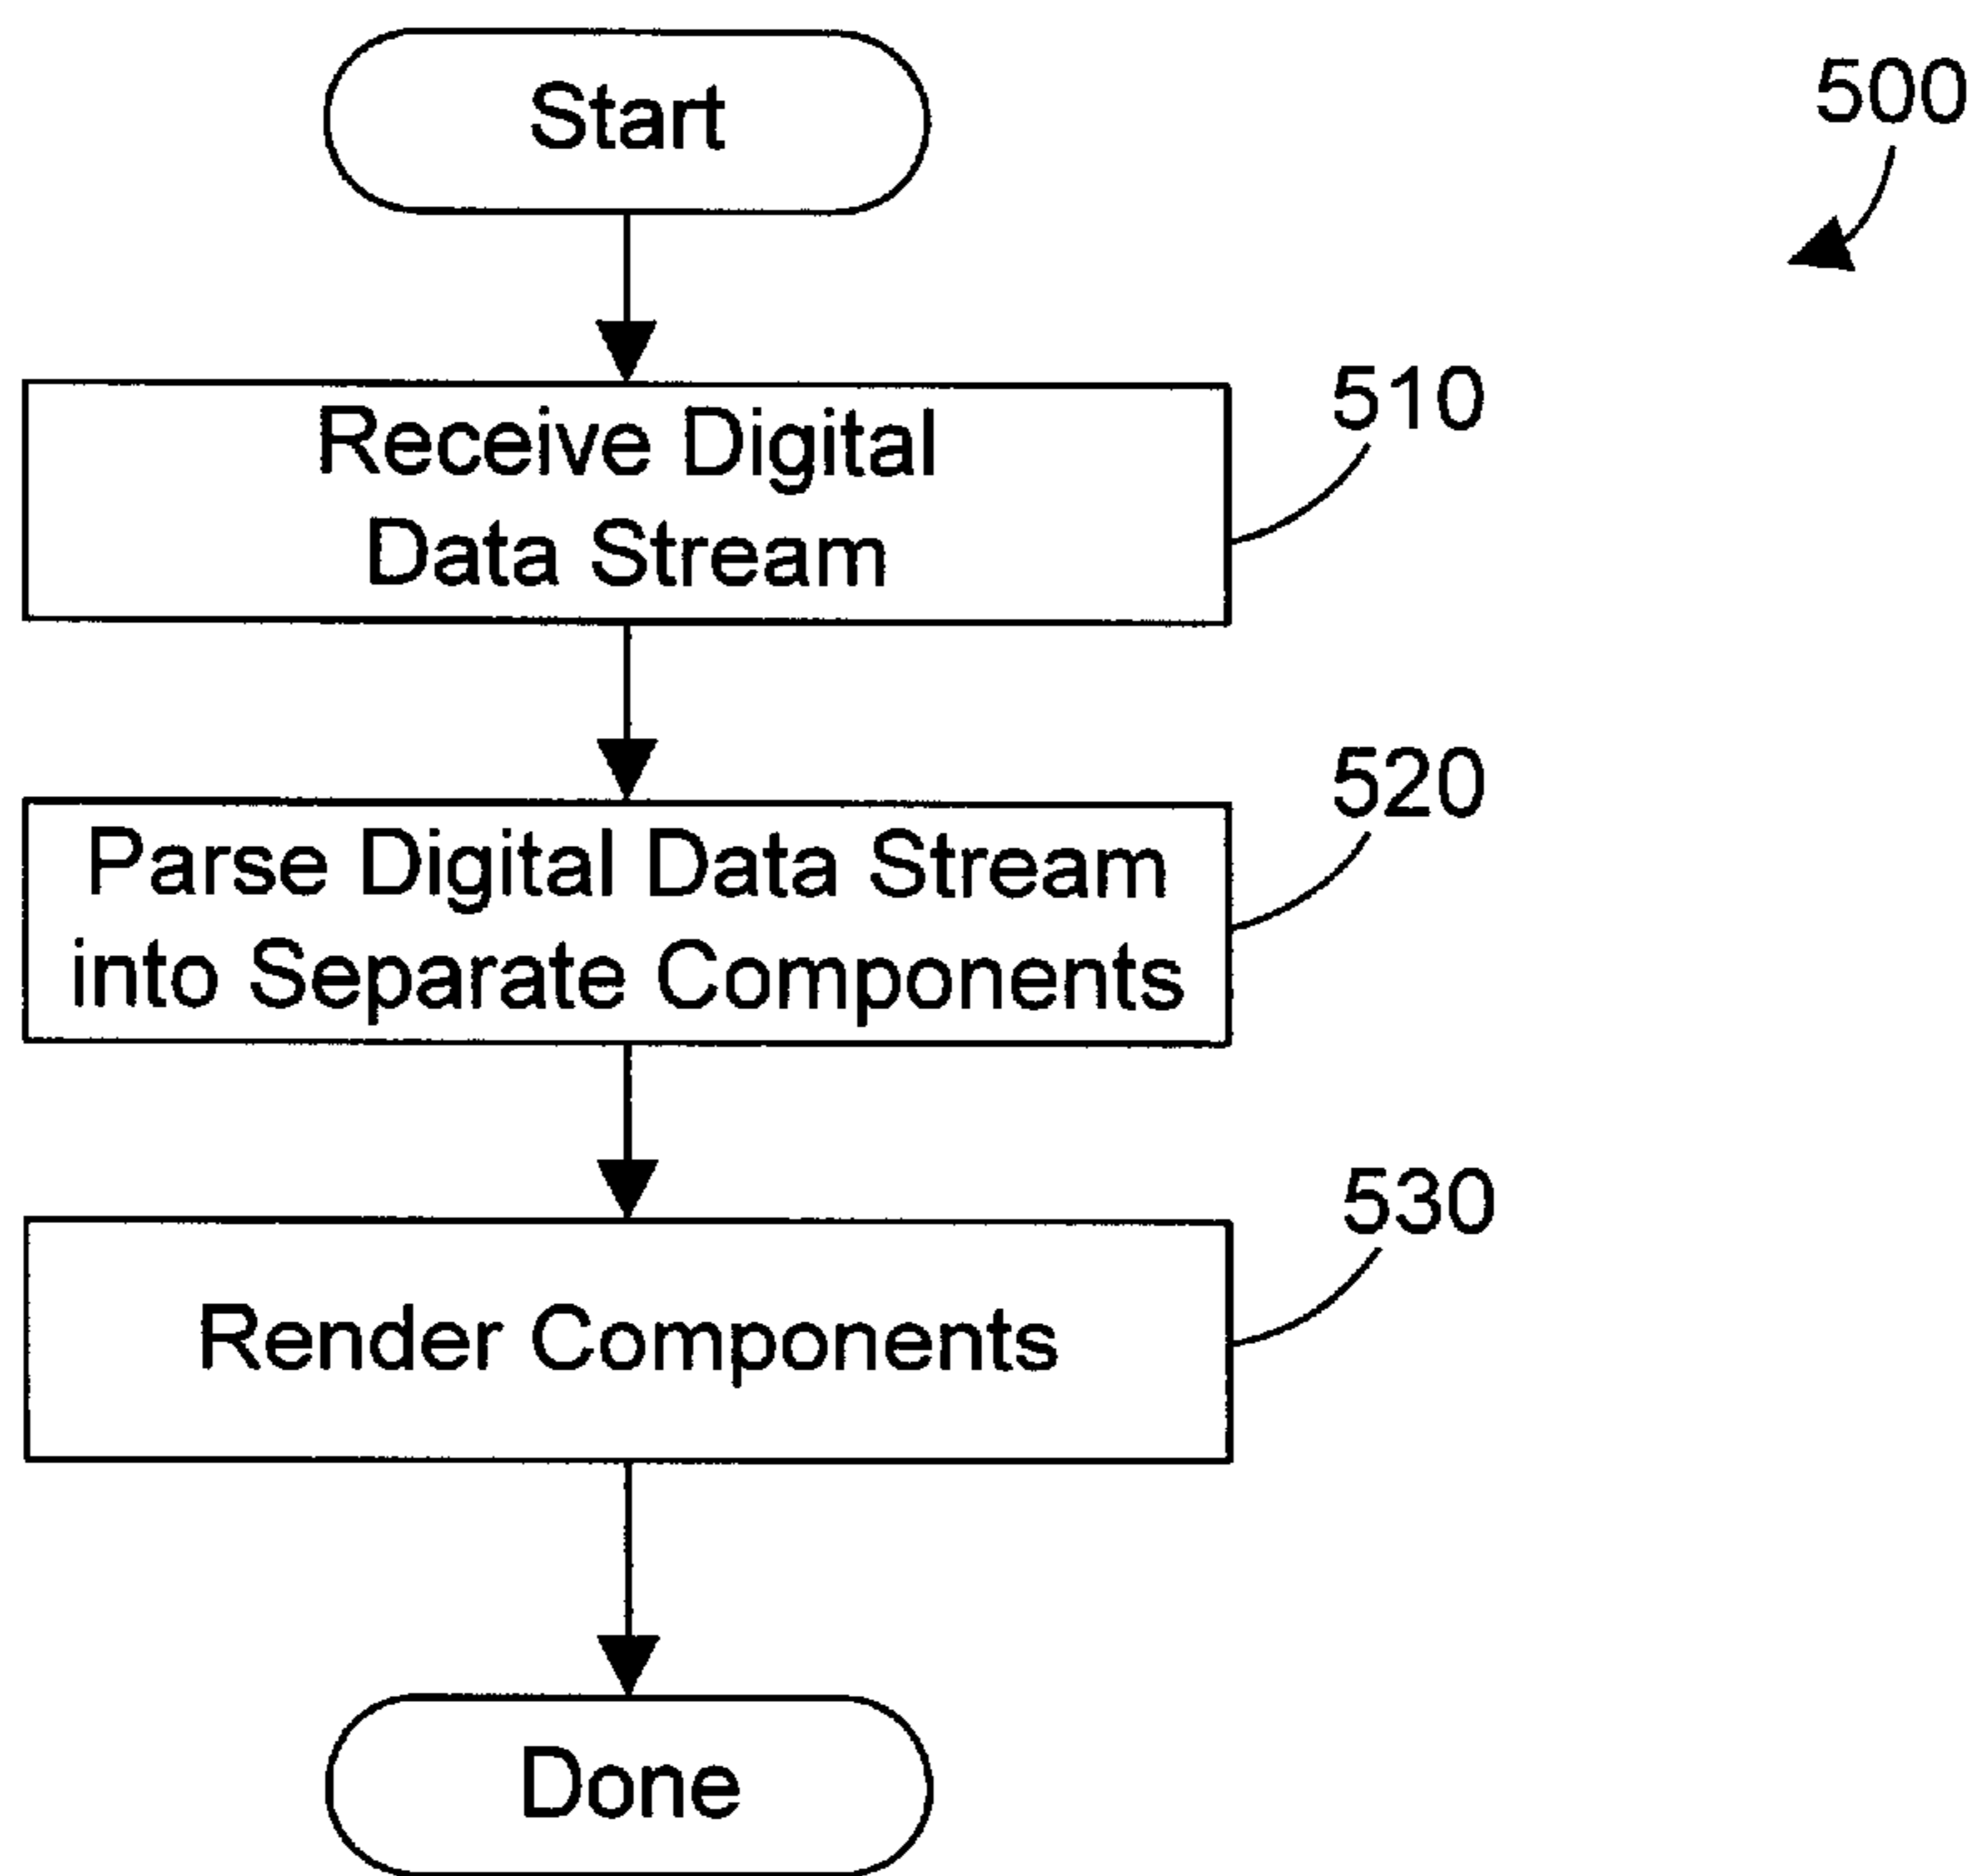 Start
500
Receive Digital
Data Stream
510
Parse Digital Data Stream
into Separate Components
520
Render Components
530
Done